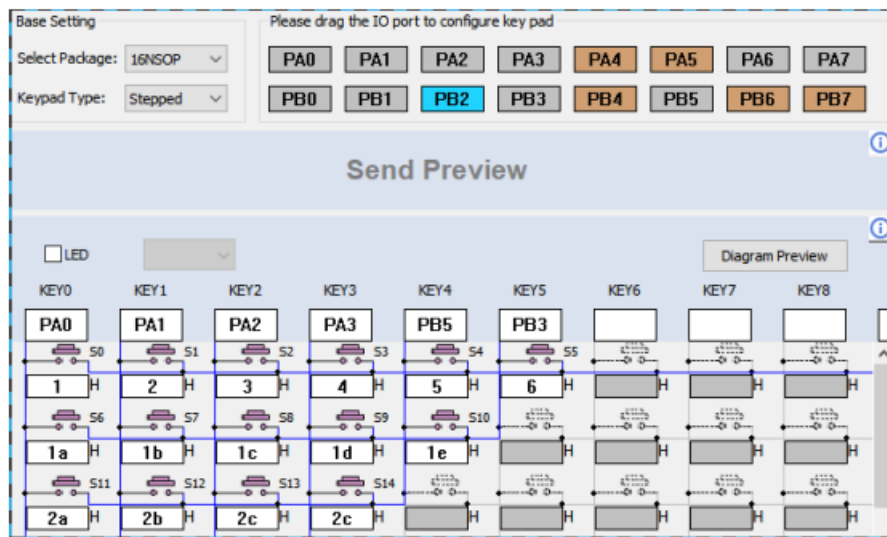 Base Setting
Please drag the IO port to configure key pad
Select Package: 16NSOP
PA0 PA1 PA2 PA3 PA4 PA5 PA6 PA7
Keypad Type: Stepped
PB0 PB1 PB2 PB3 PB4 PB5 PB6 PB7
Send Preview
LED
Diagram Preview
KEY0 KEY1 KEY2 KEY3 KEY4 KEY5 KEY6 KEY7 KEY8
PA0 PA1 PA2 PA3 PB5 PB3
S0 S1 S2 S3 S4 S5
1 H 2 H 3 H 4 H 5 H 6 H H H H
S6 S7 S8 S9 S10
1a H 1b H 1c H 1d H 1e H H H H H
S11 S12 S13 S14
2a H 2b H 2c H 2c H H H H H H